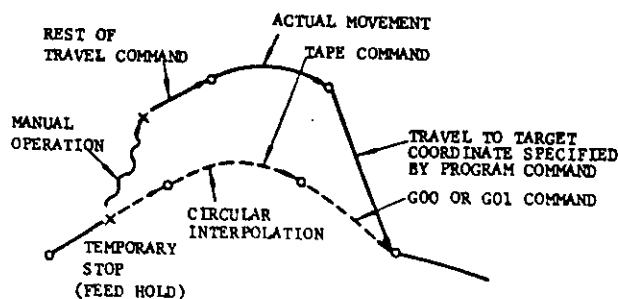 ACTUAL MOVEMENT
REST OF
TRAVEL COMMAND
TAPE COMMAND
MANUAL
OPERATION
TRAVEL TO TARGET
COORDINATE SPECIFIED
BY PROGRAM COMMAND
G00 OR G01 COMMAND
CIRCULAR
INTERPOLATION
TEMPORARY
STOP
(FEED HOLD)